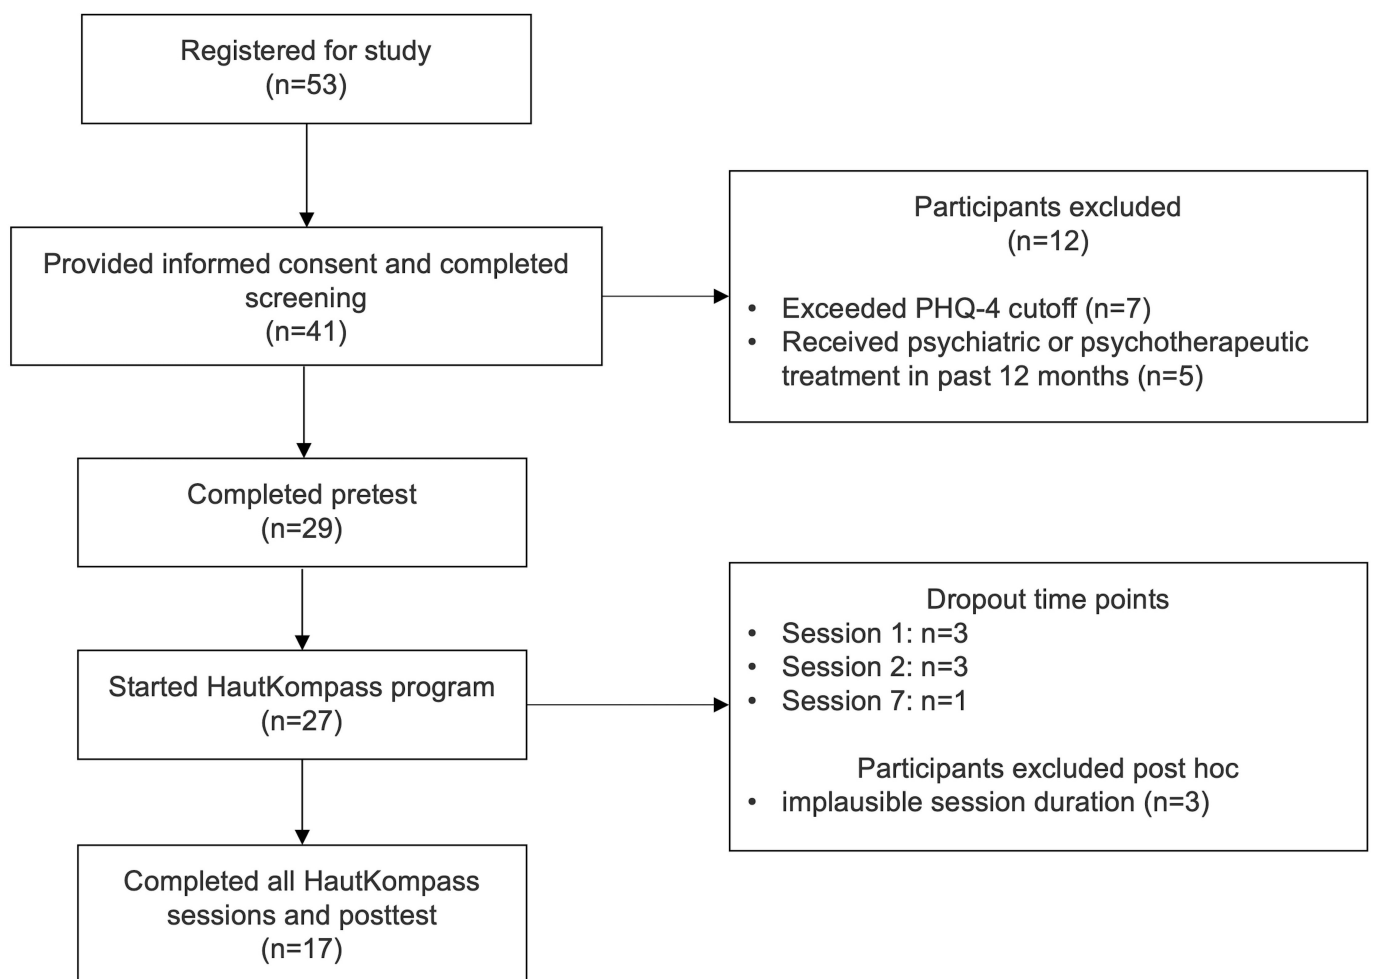 Registered for study
(n=53)
Provided informed consent and completed
screening
(n=41)
Participants excluded
(n=12)
• Exceeded PHQ-4 cutoff (n=7)
• Received psychiatric or psychotherapeutic
treatment in past 12 months (n=5)
Completed pretest
(n=29)
Started HautKompass program
(n=27)
Dropout time points
• Session 1: n=3
• Session 2: n=3
• Session 7: n=1
Participants excluded post hoc
• implausible session duration (n=3)
Completed all HautKompass
sessions and posttest
(n=17)